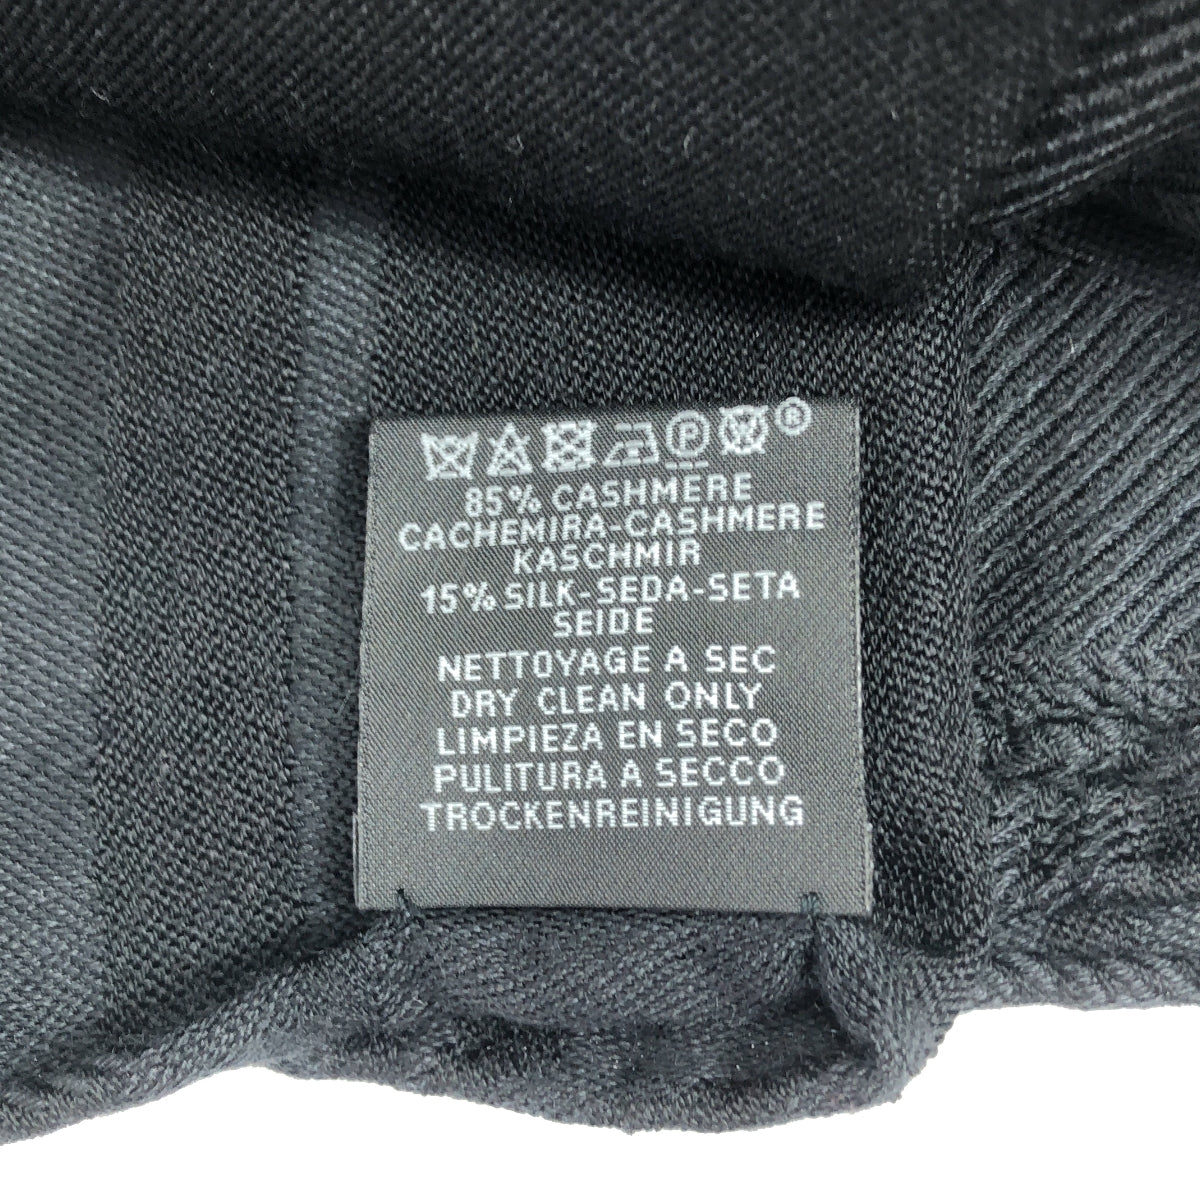 P ®
85% CASHMERE
CACHEMIRA-CASHMERE
KASCHMIR
15% SILK-SEDA-SETA
SEIDE
NETTOYAGE A SEC
DRY CLEAN ONLY
LIMPIEZA EN SECO
PULITURA A SECCO
TROCKENREINIGUNG